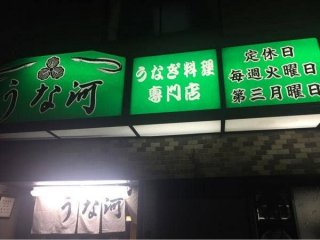 うな河
うなぎ料理
専門店
定休日
毎週火曜日
第三月曜日
うな河